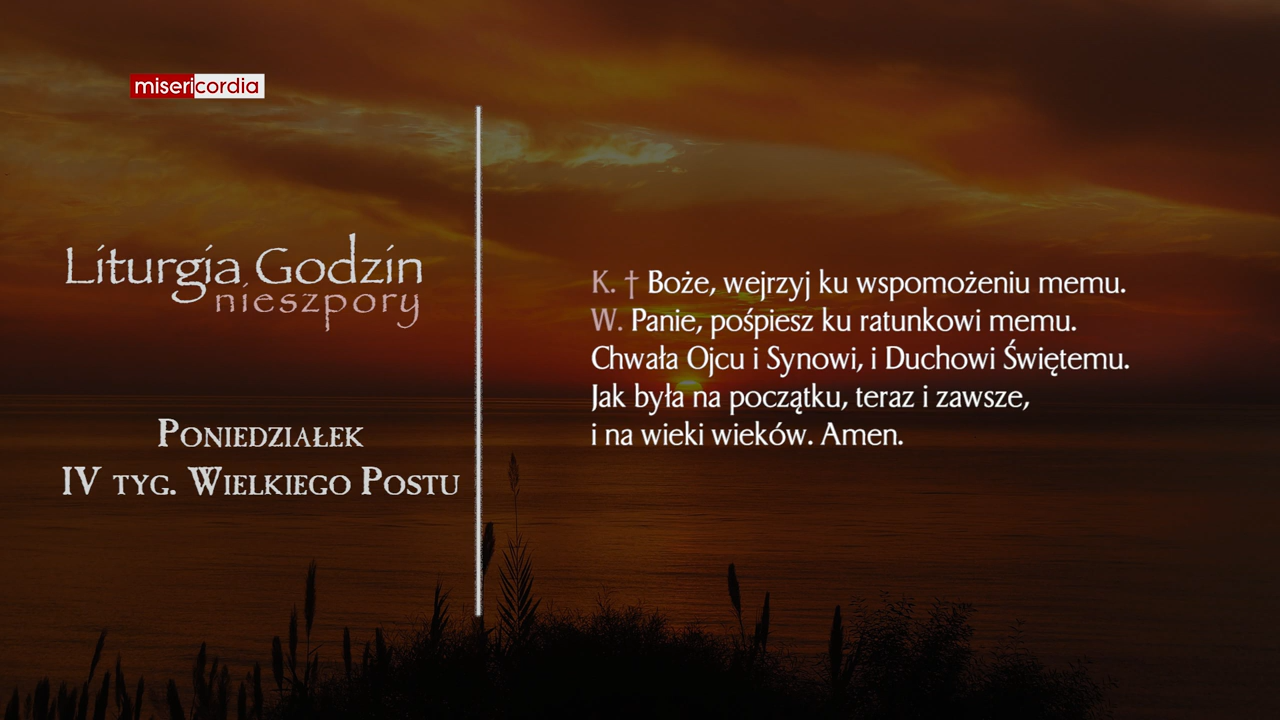 misericordia
Liturgia Godzin
nieszpory
Poniedziałek
IV tyg. Wielkiego Postu
K. † Boże, wejrzyj ku wspomożeniu memu.
W. Panie, pośpiesz ku ratunkowi memu.
Chwała Ojcu i Synowi, i Duchowi Świętemu.
Jak była na początku, teraz i zawsze,
i na wieki wieków. Amen.